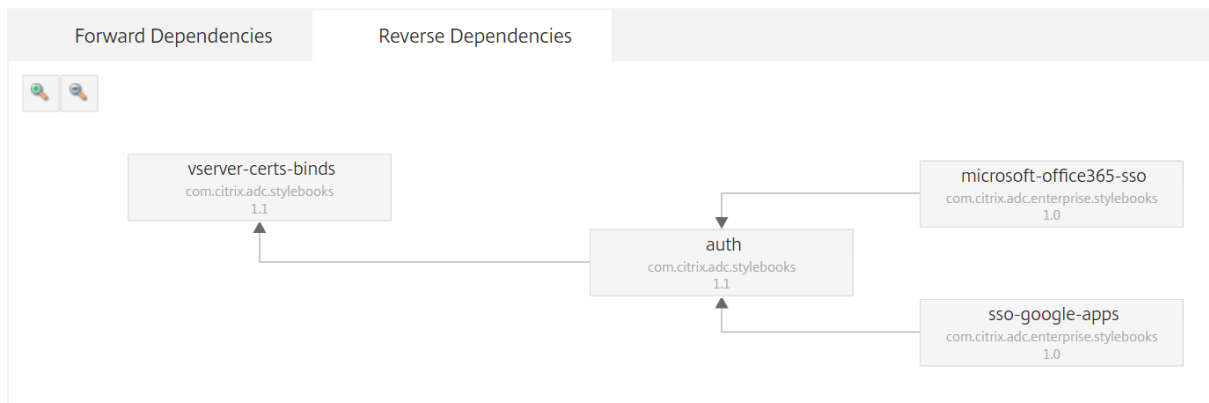 Forward Dependencies
Reverse Dependencies
vserver-certs-binds
com.citrix.adc.stylebooks
1.1
auth
com.citrix.adc.stylebooks
1.1
microsoft-office365-sso
com.citrix.adc.enterprise.stylebooks
1.0
sso-google-apps
com.citrix.adc.enterprise.stylebooks
1.0